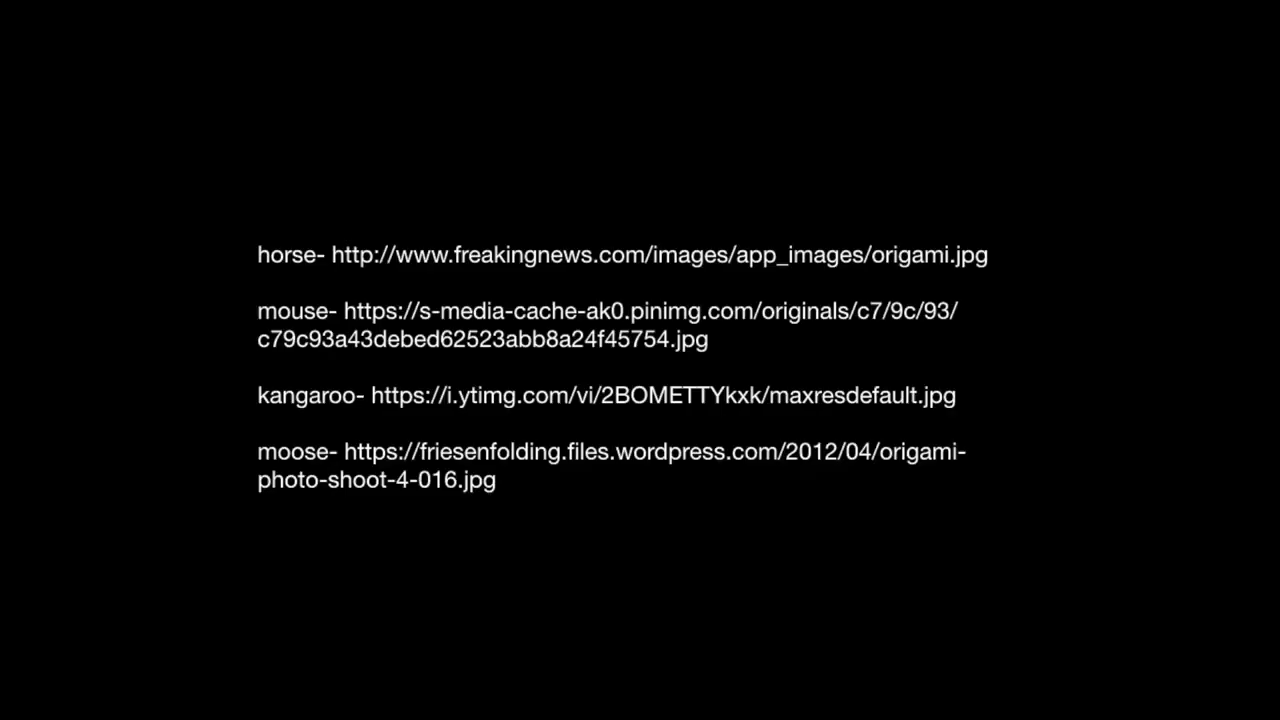 horse- http://www.freakingnews.com/images/app_images/origami.jpg
mouse- https://s-media-cache-ak0.pinimg.com/originals/c7/9c/93/
c79c93a43debed62523abb8a24f45754.jpg
kangaroo- https://i.ytimg.com/vi/2BOMETTYkxk/maxresdefault.jpg
moose- https://friesenfolding.files.wordpress.com/2012/04/origami-
photo-shoot-4-016.jpg